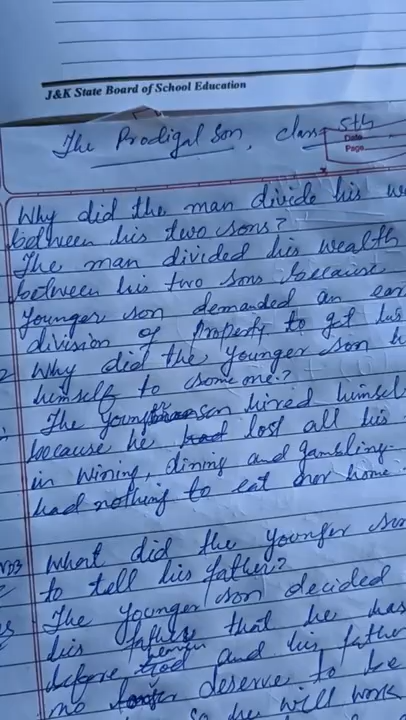 J&K State Board of School Education
The Prodigal Son, class 5th
Date
Page
Why did the man divide his
between his two sons?
The man divided his wealth
between his two sons because
younger son demanded an
division of Property to get his
2 Why did the younger son
himself to some one?
The younger son hired
because he had lost all his
in wining, dining and gambling.
had nothing to eat nor home
What did the younger son
to tell his father?
The younger son decided
his father that he has
before heaven God and his father
no longer deserve to be
so he will work